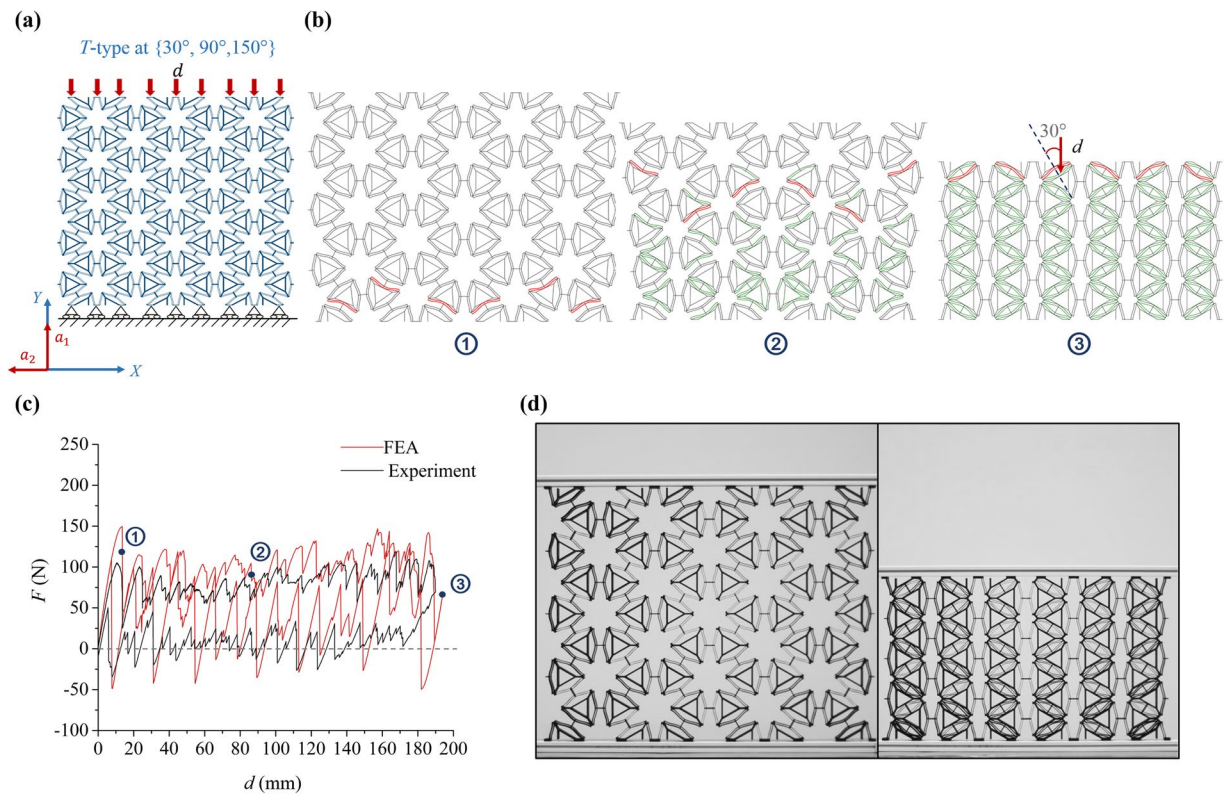 (a)
T-type at {30°, 90°,150°}
d
Y
a1
a2
X
(b)
30°
d
①
②
③
(c)
250
200
150
100
50
0
-50
-100
F (N)
FEA
Experiment
①
②
③
0 20 40 60 80 100 120 140 160 180 200
d (mm)
(d)